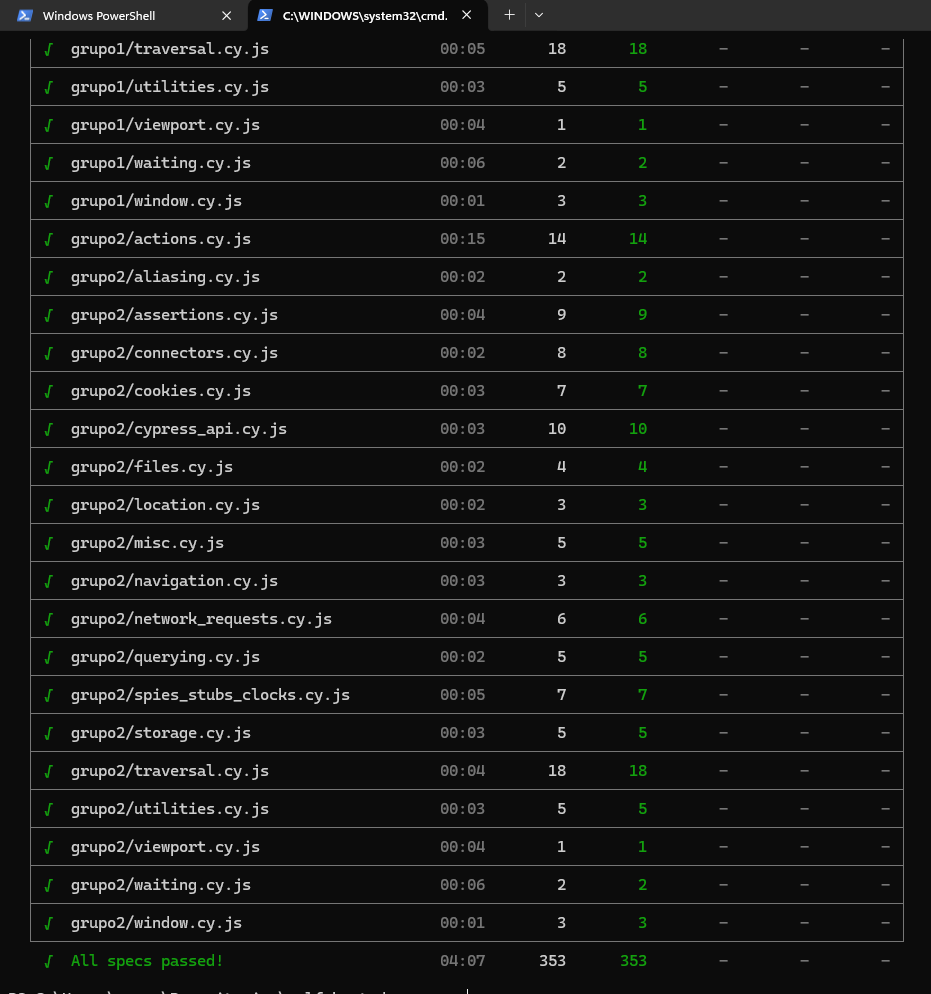 Windows PowerShell C:\WINDOWS\system32\cmd.
√ grupo1/traversal.cy.js 00:05 18 18 - - -
√ grupo1/utilities.cy.js 00:03 5 5 - - -
√ grupo1/viewport.cy.js 00:04 1 1 - - -
√ grupo1/waiting.cy.js 00:06 2 2 - - -
√ grupo1/window.cy.js 00:01 3 3 - - -
√ grupo2/actions.cy.js 00:15 14 14 - - -
√ grupo2/aliasing.cy.js 00:02 2 2 - - -
√ grupo2/assertions.cy.js 00:04 9 9 - - -
√ grupo2/connectors.cy.js 00:02 8 8 - - -
√ grupo2/cookies.cy.js 00:03 7 7 - - -
√ grupo2/cypress_api.cy.js 00:03 10 10 - - -
√ grupo2/files.cy.js 00:02 4 4 - - -
√ grupo2/location.cy.js 00:02 3 3 - - -
√ grupo2/misc.cy.js 00:03 5 5 - - -
√ grupo2/navigation.cy.js 00:03 3 3 - - -
√ grupo2/network_requests.cy.js 00:04 6 6 - - -
√ grupo2/querying.cy.js 00:02 5 5 - - -
√ grupo2/spies_stubs_clocks.cy.js 00:05 7 7 - - -
√ grupo2/storage.cy.js 00:03 5 5 - - -
√ grupo2/traversal.cy.js 00:04 18 18 - - -
√ grupo2/utilities.cy.js 00:03 5 5 - - -
√ grupo2/viewport.cy.js 00:04 1 1 - - -
√ grupo2/waiting.cy.js 00:06 2 2 - - -
√ grupo2/window.cy.js 00:01 3 3 - - -
√ All specs passed! 04:07 353 353 - - -